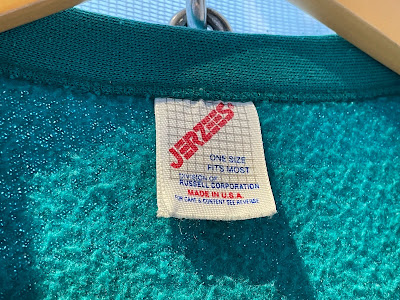 JERZEES®
ONE SIZE
FITS MOST
DIVISION OF
RUSSELL CORPORATION
MADE IN U.S.A.
FOR CARE & CONTENT SEE REVERSE